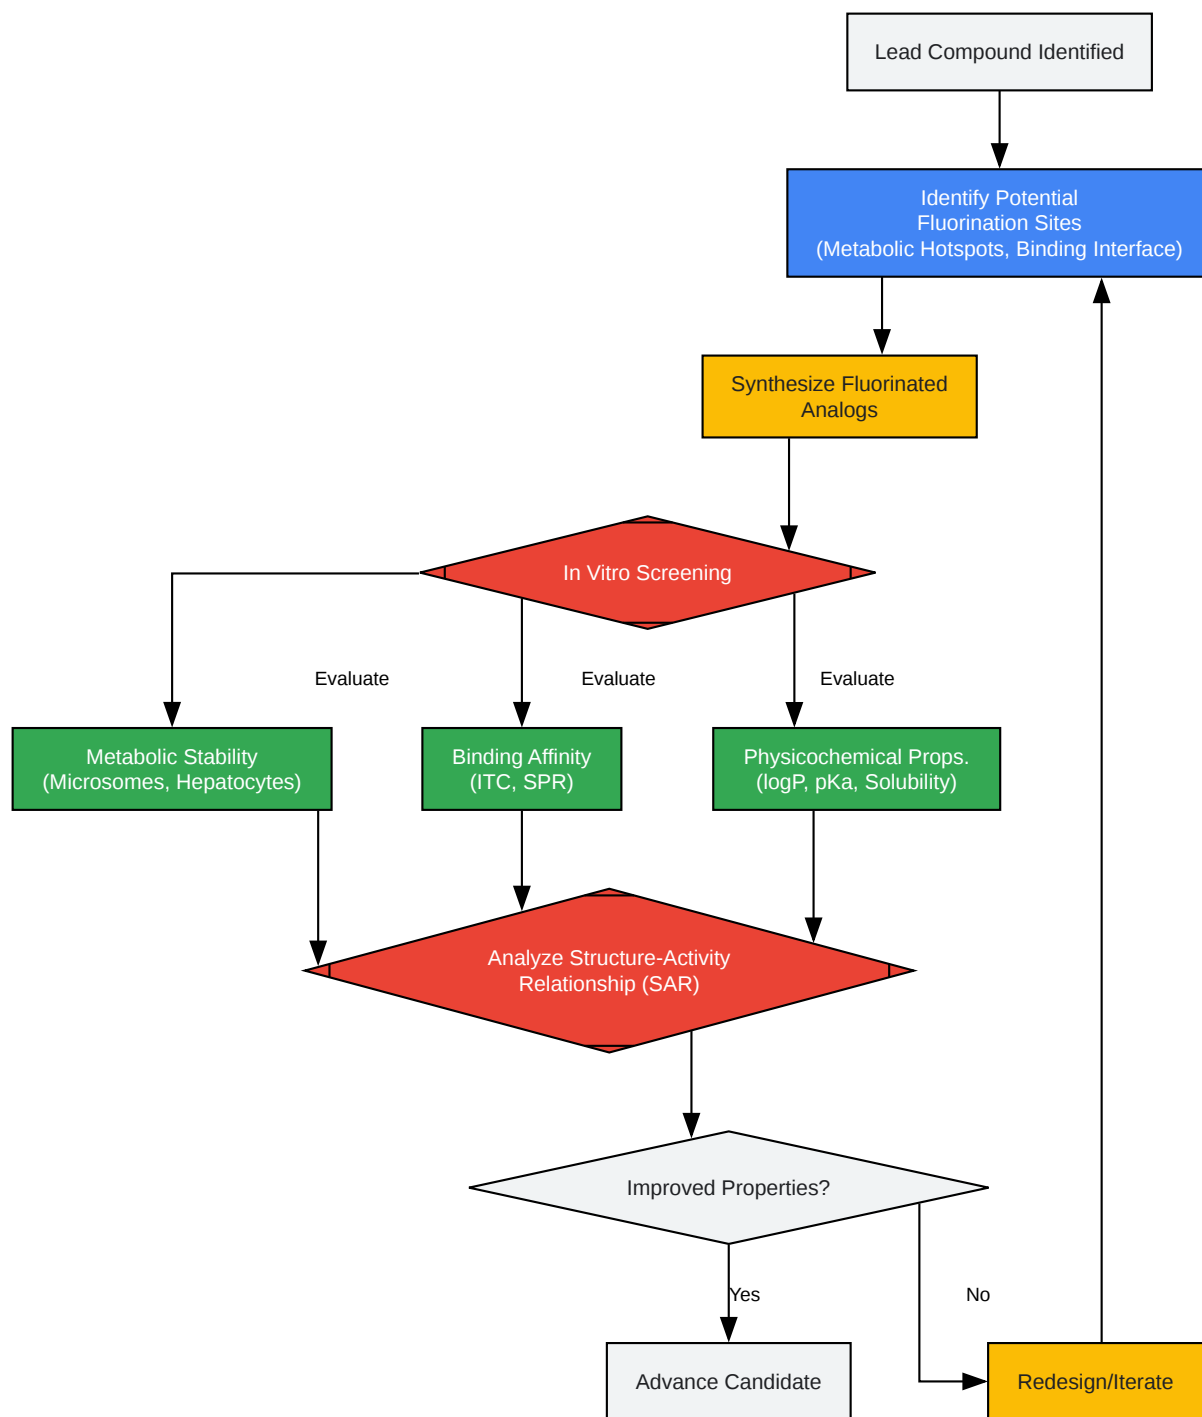 Lead Compound Identified
Identify Potential
Fluorination Sites
(Metabolic Hotspots, Binding Interface)
Synthesize Fluorinated
Analogs
In Vitro Screening
Evaluate
Evaluate
Evaluate
Metabolic Stability
(Microsomes, Hepatocytes)
Binding Affinity
(ITC, SPR)
Physicochemical Props.
(logP, pKa, Solubility)
Analyze Structure-Activity
Relationship (SAR)
Improved Properties?
Yes
No
Advance Candidate
Redesign/Iterate